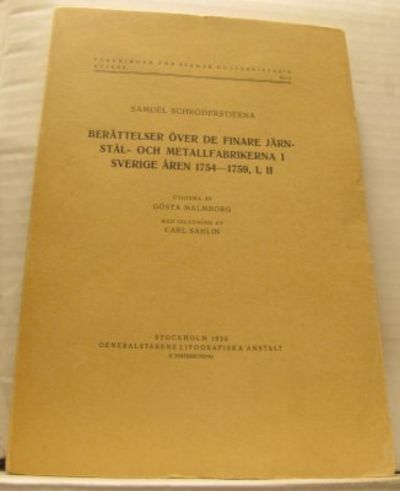 SAMUEL SCHRÖDERSTIERNA
BERÄTTELSER ÖVER DE FINARE JÄRN-
STÅL- OCH METALLFABRIKERNA I
SVERIGE ÅREN 1754—1759, I, II
UTGIVNA AV
GÖSTA MALMBORG
MED INLEDNING AV
CARL SAHLIN
STOCKHOLM
GENERALSTABENS LITOGRAFISKA ANSTALT